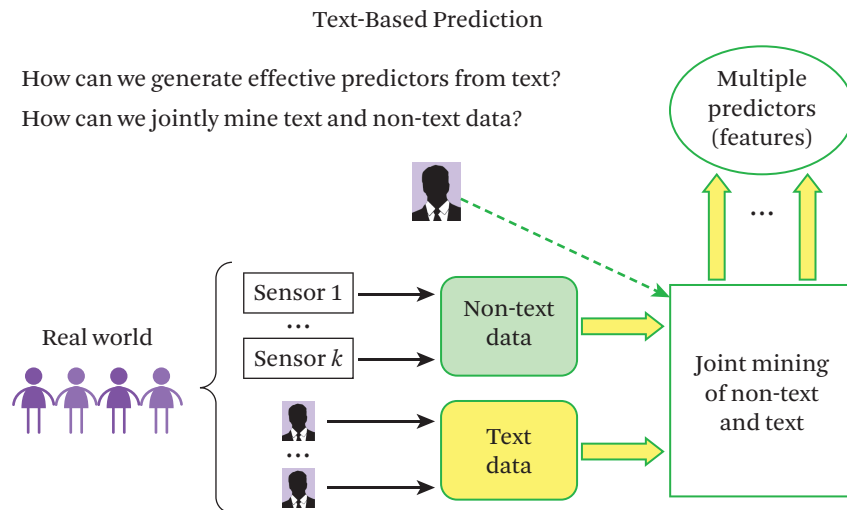 Text-Based Prediction
How can we generate effective predictors from text?
How can we jointly mine text and non-text data?
Multiple
predictors
(features)
...
Real world
Sensor 1
...
Sensor k
...
Non-text
data
Text
data
Joint mining
of non-text
and text